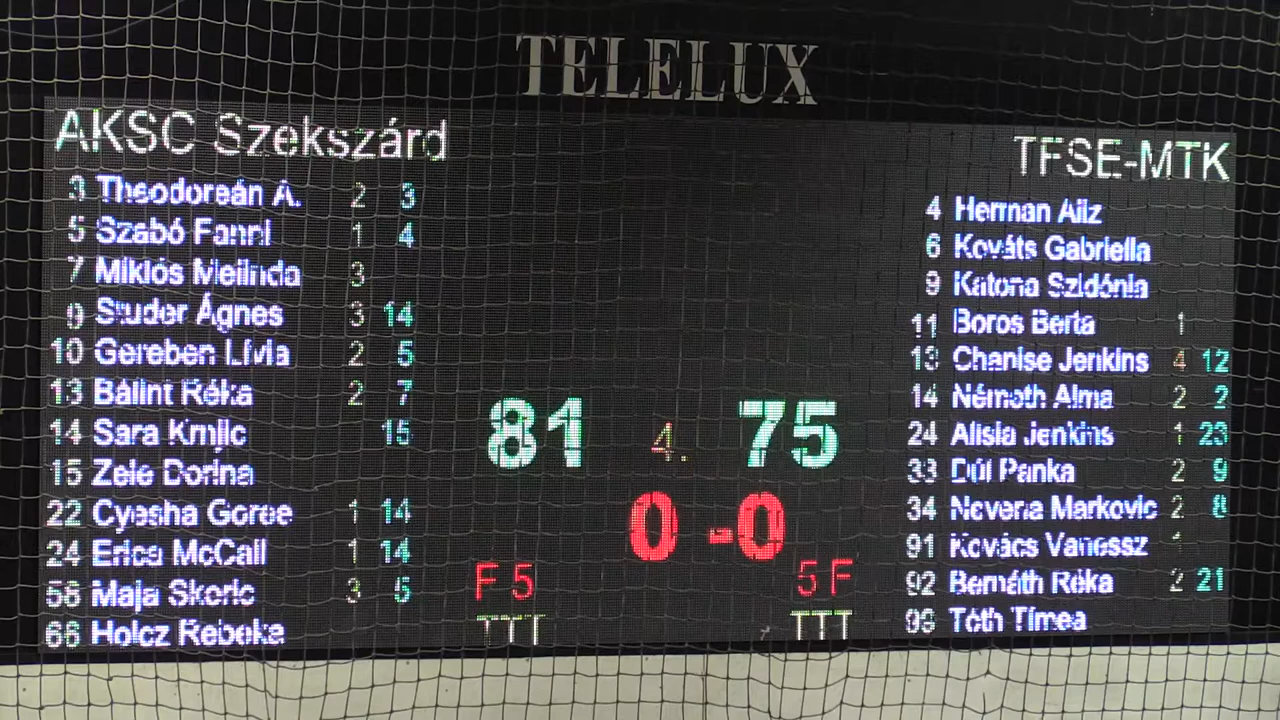 TELELUX
AKSC Szekszárd
3 Theodoreán A. 2 3
5 Szabó Fanni 1 4
7 Miklós Melinda 3
9 Studer Ágnes 3 14
10 Gereben Lívia 2 5
13 Bálint Réka 2 7
14 Sara Krnjic 15
15 Zele Dorina
22 Cyesha Goree 1 14
24 Erica McCall 1 14
58 Maja Skoric 3 5
66 Holcz Rebeka
81 4. 75
0 - 0
F 5 5 F
TTT TTT
TFSE-MTK
4 Herman Aliz
6 Kováts Gabriella
9 Katona Szidónia
11 Boros Berta 1
13 Chanise Jenkins 4 12
14 Németh Alma 2 2
24 Alisia Jenkins 1 23
33 Dúl Panka 2 9
34 Nevena Markovic 2 8
91 Kovács Vanessz 1
92 Bernáth Réka 2 21
Tóth Tímea